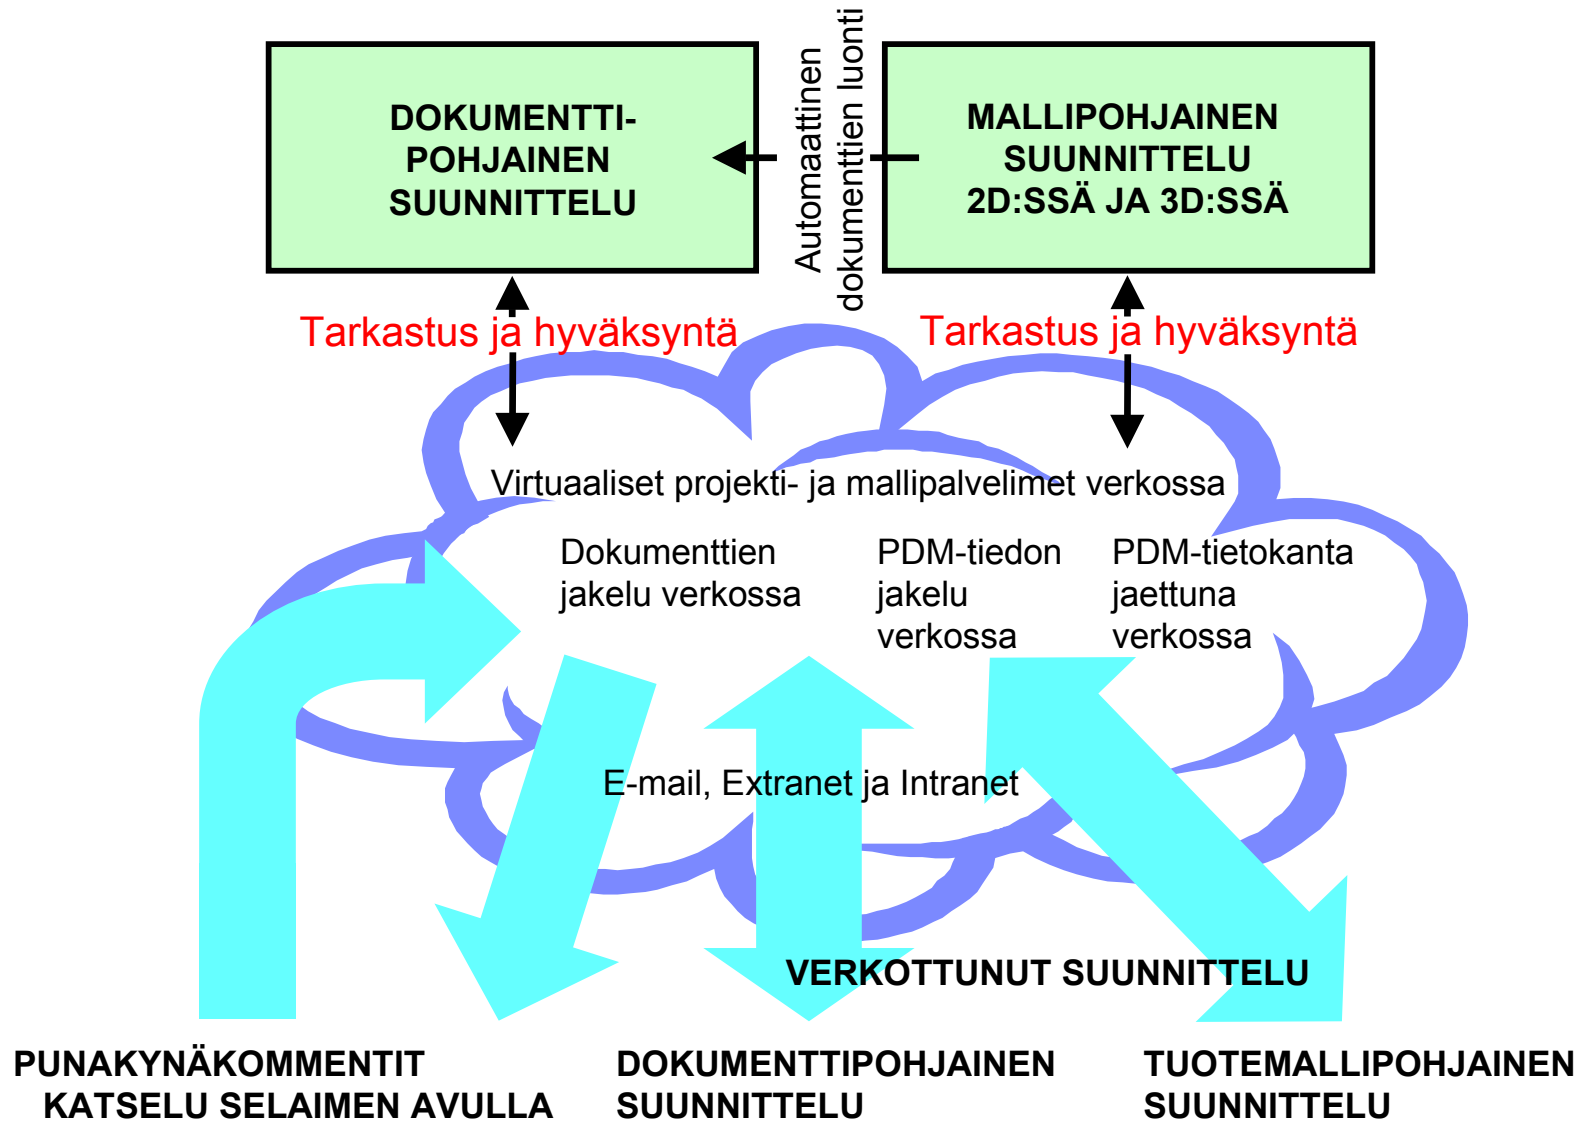 DOKUMENTTI-
POHJAINEN
SUUNNITTELU
Automaattinen
dokumenttien luonti
MALLIPOHJAINEN
SUUNNITTELU
2D:SSÄ JA 3D:SSÄ
Tarkastus ja hyväksyntä
Tarkastus ja hyväksyntä
Virtuaaliset projekti- ja mallipalvelimet verkossa
Dokumenttien
jakelu verkossa
PDM-tiedon
jakelu
verkossa
PDM-tietokanta
jaettuna
verkossa
E-mail, Extranet ja Intranet
VERKOTTUNUT SUUNNITTELU
PUNAKYNÄKOMMENTIT
KATSELU SELAIMEN AVULLA
DOKUMENTTIPOHJAINEN
SUUNNITTELU
TUOTEMALLIPOHJAINEN
SUUNNITTELU